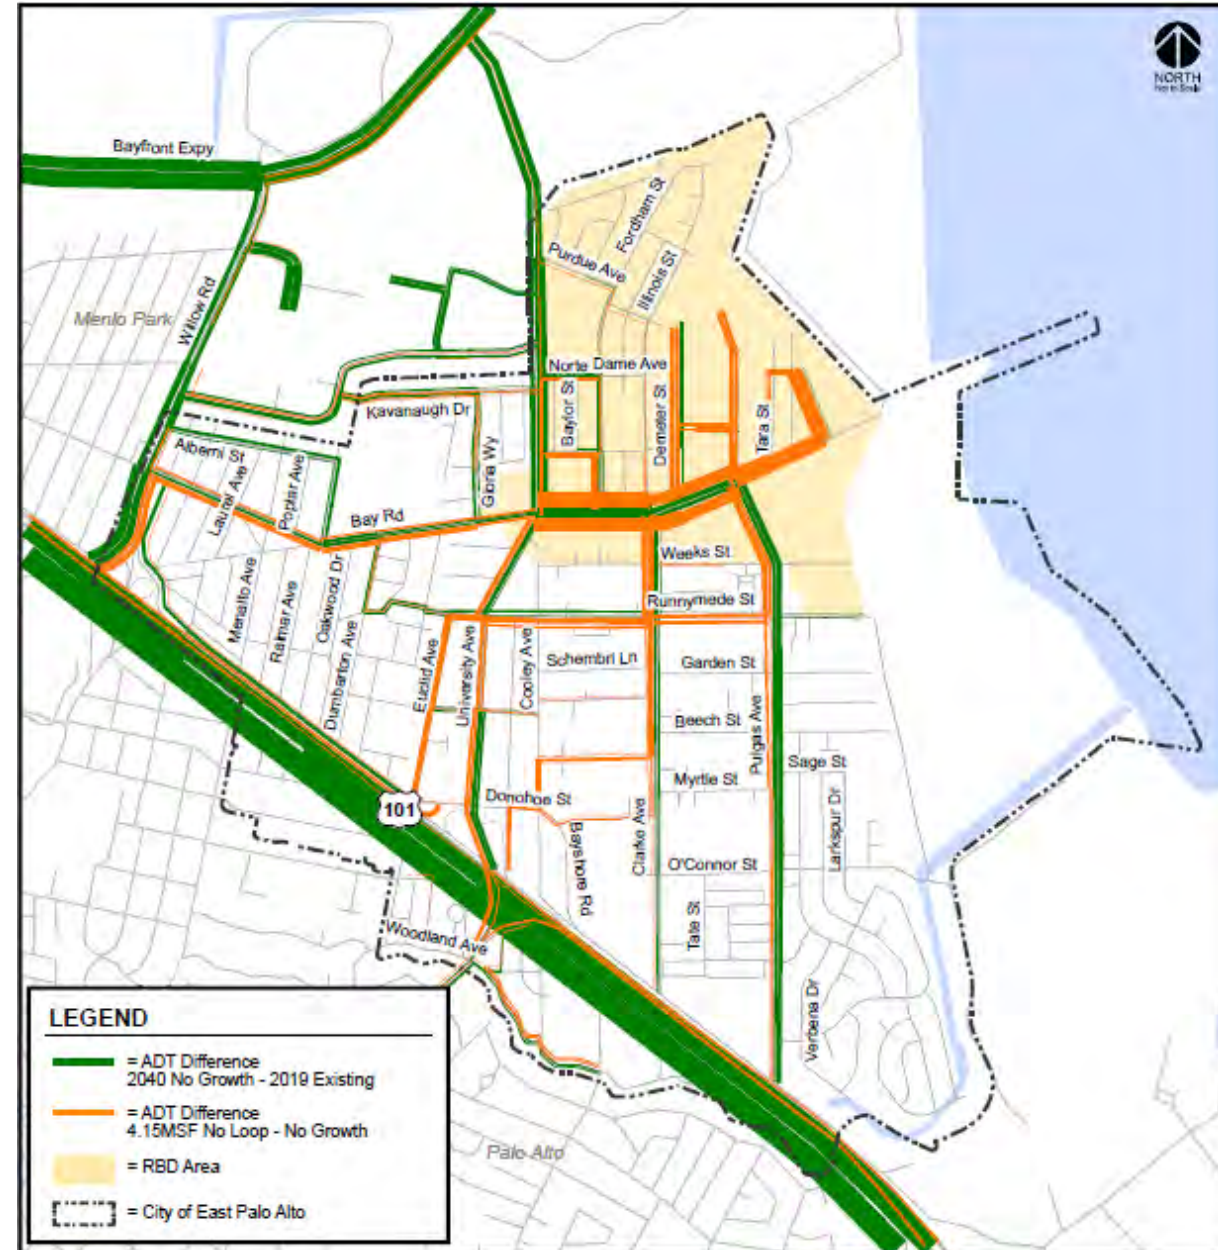 NORTH
Bayfront Expy
Fordham St
Purdue Ave
Illinois St
Willow Rd
Menlo Park
Norte Dame Ave
Kavanaugh Dr
Baylor St
Demeter St
Tara St
Alberni St
Laurel Ave
Poplar Ave
Gloria Wy
Bay Rd
Weeks St
Menalto Ave
Ralmar Ave
Oakwood Dr
Dumbarton Ave
Runnymede St
Euclid Ave
University Ave
Cooley Ave
Schembri Ln
Garden St
Beech St
Pulgas Ave
Sage St
Myrtle St
101
Donohoe St
Bayshore Rd
Clarke Ave
Larkspur Dr
O'Connor St
Tate St
Woodland Ave
Verbena Dr
LEGEND
= ADT Difference
2040 No Growth - 2019 Existing
= ADT Difference
4.15MSF No Loop - No Growth
= RBD Area
= City of East Palo Alto
Palo Alto